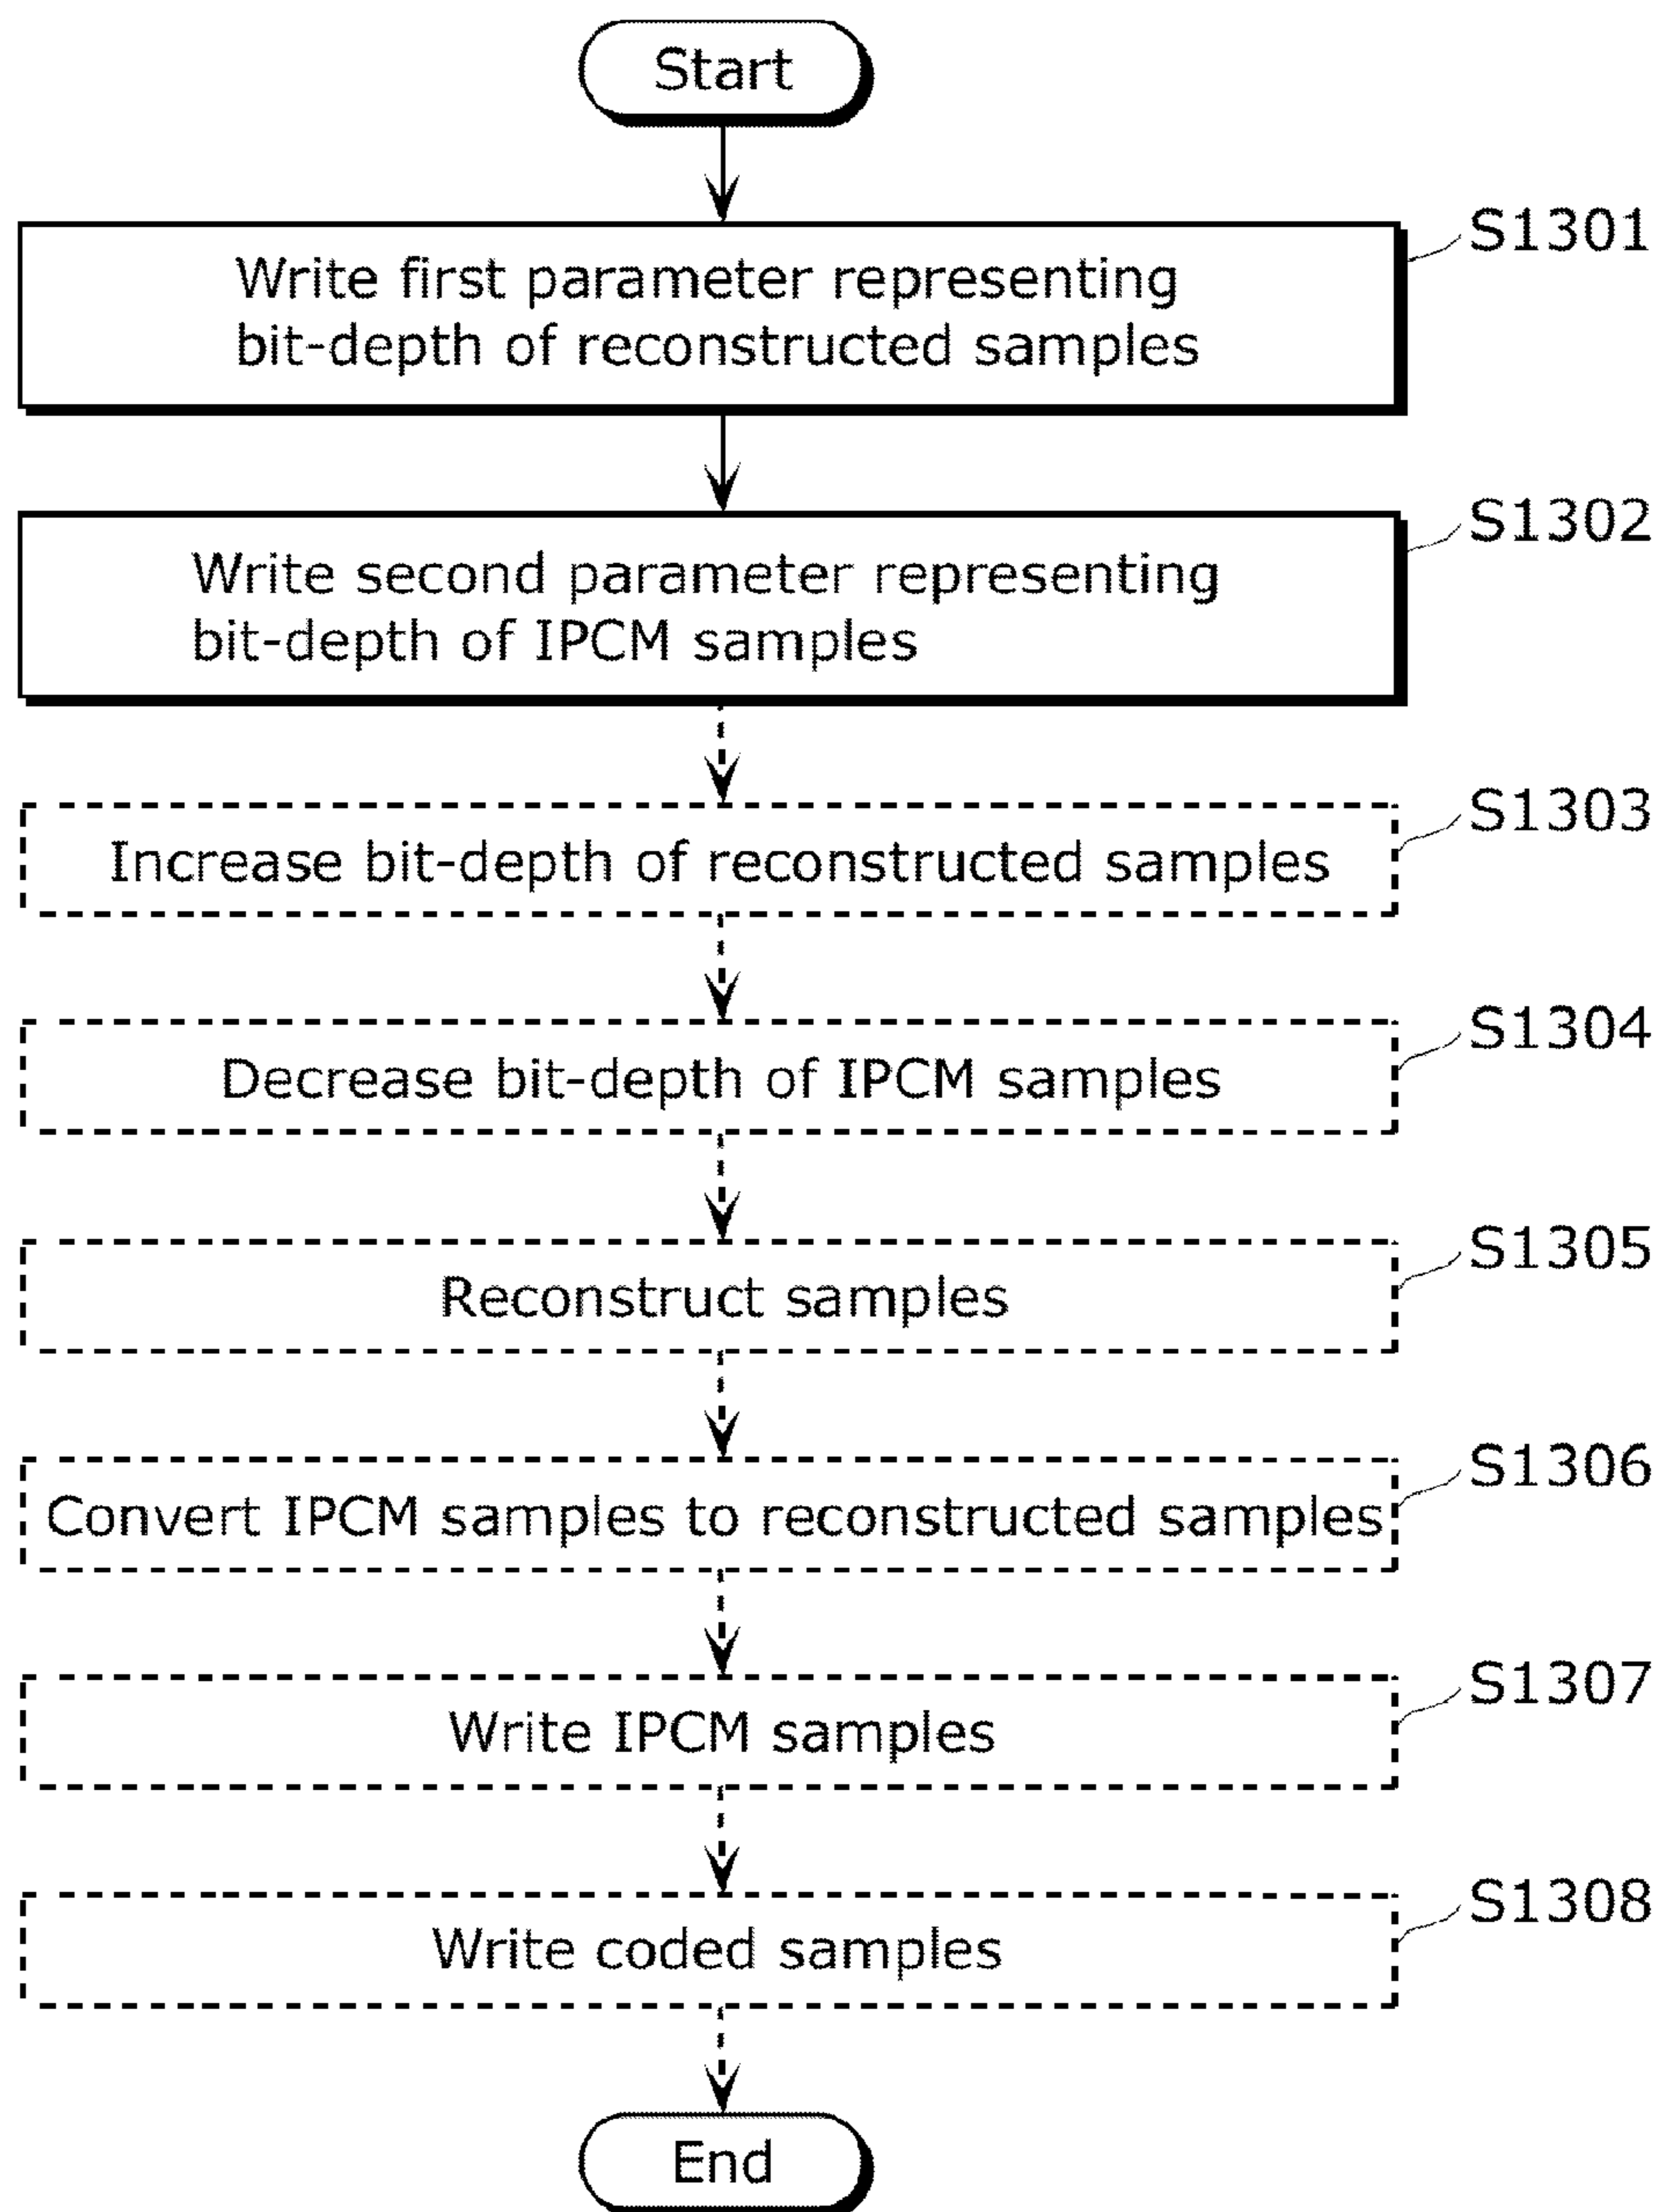 Start
S1301
Write first parameter representing
bit-depth of reconstructed samples
S1302
Write second parameter representing
bit-depth of IPCM samples
S1303
Increase bit-depth of reconstructed samples
S1304
Decrease bit-depth of IPCM samples
S1305
Reconstruct samples
S1306
Convert IPCM samples to reconstructed samples
S1307
Write IPCM samples
S1308
Write coded samples
End